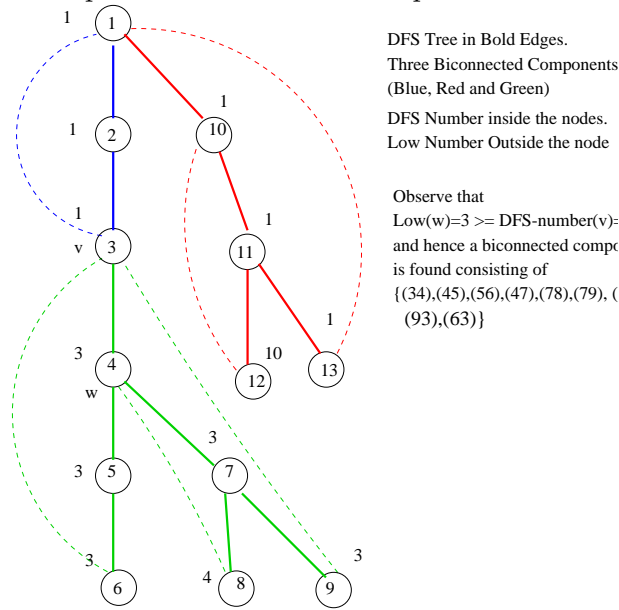 1
1
DFS Tree in Bold Edges.
Three Biconnected Components
(Blue, Red and Green)
DFS Number inside the nodes.
Low Number Outside the node
1
2
1
10
Observe that
Low(w)=3 >= DFS-number(v)=
and hence a biconnected compo
is found consisting of
{(34),(45),(56),(47),(78),(79), (
(93),(63)}
1
v
3
1
11
1
3
4
w
10
12
13
3
5
3
7
3
6
4
8
3
9